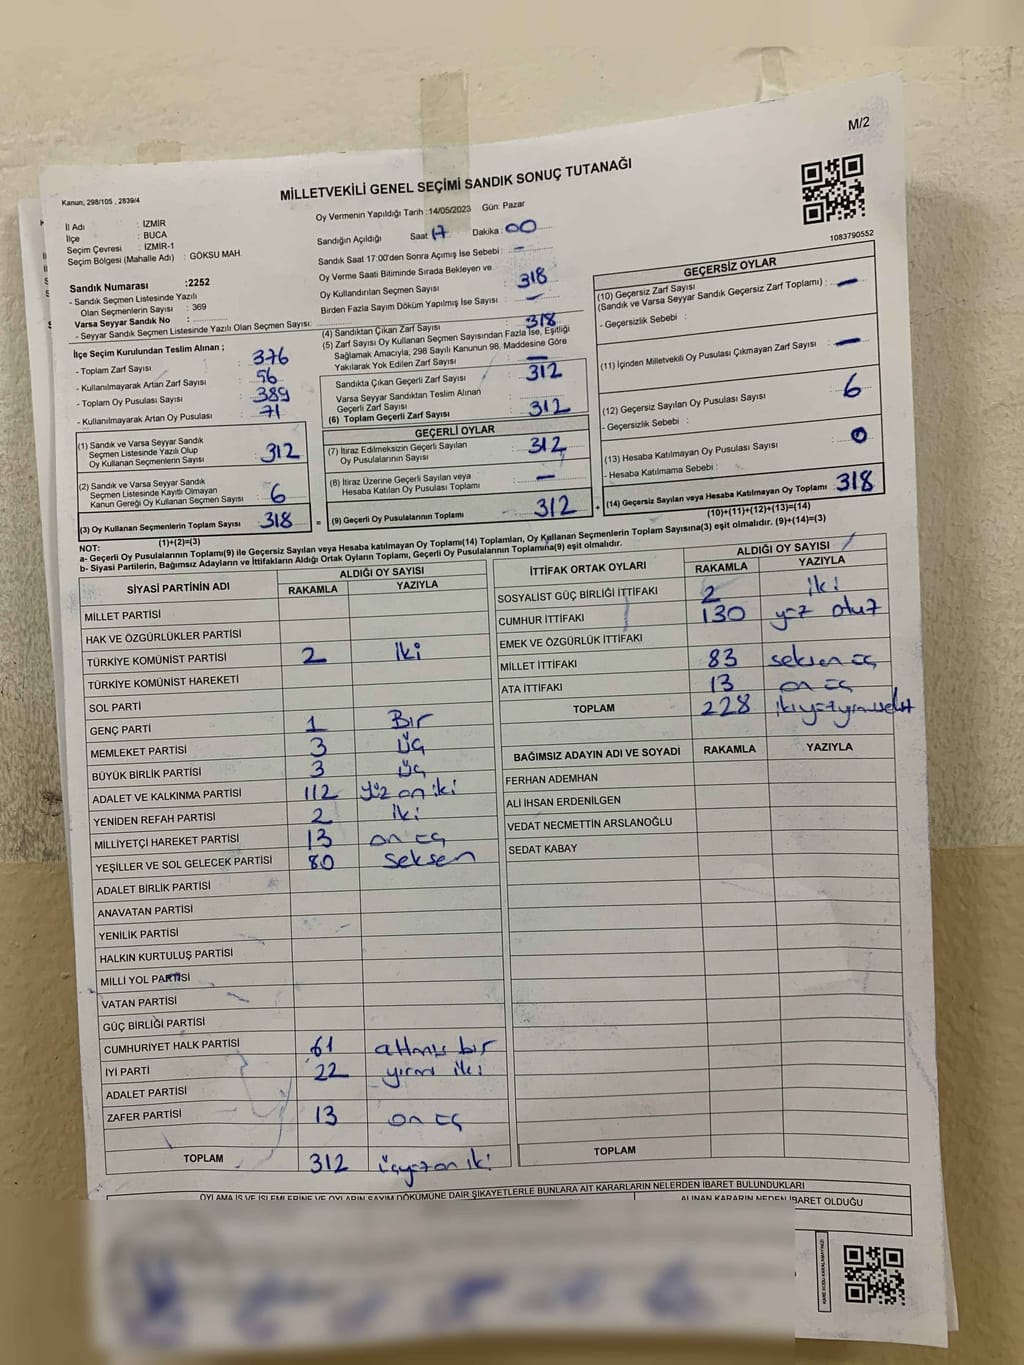 M/2
Kanun, 298/105 , 2839/4
MİLLETVEKİLİ GENEL SEÇİMİ SANDIK SONUÇ TUTANAĞI
İl Adı : İZMİR
İlçe : BUCA
Seçim Çevresi : İZMİR-1
Seçim Bölgesi (Mahalle Adı) : GÖKSU MAH.
Oy Vermenin Yapıldığı Tarih :14/05/2023 Gün: Pazar
Sandığın Açıldığı Saat: 17 Dakika: 00
Sandık Saat 17:00'den Sonra Açımış İse Sebebi : -
Oy Verme Saati Bitiminde Sırada Bekleyen ve
Oy Kullandırılan Seçmen Sayısı : 318
Birden Fazla Sayım Döküm Yapılmış İse Sayısı : -
1083790552
Sandık Numarası :2252
- Sandık Seçmen Listesinde Yazılı
Olan Seçmenlerin Sayısı : 369
Varsa Seyyar Sandık No :
- Seyyar Sandık Seçmen Listesinde Yazılı Olan Seçmen Sayısı:
İlçe Seçim Kurulundan Teslim Alınan ;
- Toplam Zarf Sayısı : 376
- Kullanılmayarak Artan Zarf Sayısı : 56
- Toplam Oy Pusulası Sayısı : 389
- Kullanılmayarak Artan Oy Pusulası : 71
(1) Sandık ve Varsa Seyyar Sandık
Seçmen Listesinde Yazılı Olup
Oy Kullanan Seçmenlerin Sayısı : 312
(2) Sandık ve Varsa Seyyar Sandık
Seçmen Listesinde Kayıtlı Olmayan
Kanun Gereği Oy Kullanan Seçmen Sayısı : 6
(3) Oy Kullanan Seçmenlerin Toplam Sayısı 318
(1)+(2)=(3)
(4) Sandıktan Çıkan Zarf Sayısı : 318
(5) Zarf Sayısı Oy Kullanan Seçmen Sayısından Fazla İse, Eşitliği
Sağlamak Amacıyla, 298 Sayılı Kanunun 98. Maddesine Göre
Yakılarak Yok Edilen Zarf Sayısı : -
Sandıkta Çıkan Geçerli Zarf Sayısı : 312
Varsa Seyyar Sandıktan Teslim Alınan
Geçerli Zarf Sayısı :
(6) Toplam Geçerli Zarf Sayısı : 312
GEÇERLİ OYLAR
(7) İtiraz Edilmeksizin Geçerli Sayılan
Oy Pusulalarının Sayısı : 312
(8) İtiraz Üzerine Geçerli Sayılan veya
Hesaba Katılan Oy Pusulası Toplamı : -
= (9) Geçerli Oy Pusulalarının Toplamı 312 +
GEÇERSİZ OYLAR
(10) Geçersiz Zarf Sayısı
(Sandık ve Varsa Seyyar Sandık Geçersiz Zarf Toplamı) : -
- Geçersizlik Sebebi :
(11) İçinden Milletvekili Oy Pusulası Çıkmayan Zarf Sayısı : -
(12) Geçersiz Sayılan Oy Pusulası Sayısı : 6
- Geçersizlik Sebebi :
(13) Hesaba Katılmayan Oy Pusulası Sayısı : 0
- Hesaba Katılmama Sebebi :
(14) Geçersiz Sayılan veya Hesaba Katılmayan Oy Toplamı 318
(10)+(11)+(12)+(13)=(14)
NOT:
a- Geçerli Oy Pusulalarının Toplamı(9) ile Geçersiz Sayılan veya Hesaba katılmayan Oy Toplamı(14) Toplamları, Oy Kullanan Seçmenlerin Toplam Sayısına(3) eşit olmalıdır. (9)+(14)=(3)
b- Siyasi Partilerin, Bağımsız Adayların ve İttifakların Aldığı Ortak Oyların Toplamı, Geçerli Oy Pusulalarının Toplamına(9) eşit olmalıdır.
SİYASİ PARTİNİN ADI ALDIĞI OY SAYISI
RAKAMLA YAZIYLA
MİLLET PARTİSİ
HAK VE ÖZGÜRLÜKLER PARTİSİ
TÜRKİYE KOMÜNİST PARTİSİ 2 iki
TÜRKİYE KOMÜNİST HAREKETİ
SOL PARTİ
GENÇ PARTİ 1 Bir
MEMLEKET PARTİSİ 3 üç
BÜYÜK BİRLİK PARTİSİ 3 üç
ADALET VE KALKINMA PARTİSİ 112 yüz on iki
YENİDEN REFAH PARTİSİ 2 iki
MİLLİYETÇİ HAREKET PARTİSİ 13 on üç
YEŞİLLER VE SOL GELECEK PARTİSİ 80 seksen
ADALET BİRLİK PARTİSİ
ANAVATAN PARTİSİ
YENİLİK PARTİSİ
HALKIN KURTULUŞ PARTİSİ
MİLLİ YOL PARTİSİ
VATAN PARTİSİ
GÜÇ BİRLİĞİ PARTİSİ
CUMHURİYET HALK PARTİSİ 61 altmış bir
İYİ PARTİ 22 yirmi iki
ADALET PARTİSİ
ZAFER PARTİSİ 13 on üç
TOPLAM 312 üçyüzon iki
İTTİFAK ORTAK OYLARI ALDIĞI OY SAYISI
RAKAMLA YAZIYLA
SOSYALİST GÜÇ BİRLİĞİ İTTİFAKI 2 iki
CUMHUR İTTİFAKI 130 yüz otuz
EMEK VE ÖZGÜRLÜK İTTİFAKI
MİLLET İTTİFAKI 83 seksen üç
ATA İTTİFAKI 13 on üç
TOPLAM 228 ikiyüzyirmisekiz
BAĞIMSIZ ADAYIN ADI VE SOYADI RAKAMLA YAZIYLA
FERHAN ADEMHAN
ALİ İHSAN ERDENİLGEN
VEDAT NECMETTİN ARSLANOĞLU
SEDAT KABAY
TOPLAM
OYLAMA İŞ VE İŞLEMLERİNE VE OYLARIN SAYIM DÖKÜMÜNE DAİR ŞİKAYETLERLE BUNLARA AİT KARARLARIN NELERDEN İBARET BULUNDUKLARI
ALINAN KARARIN NEDEN İBARET OLDUĞU